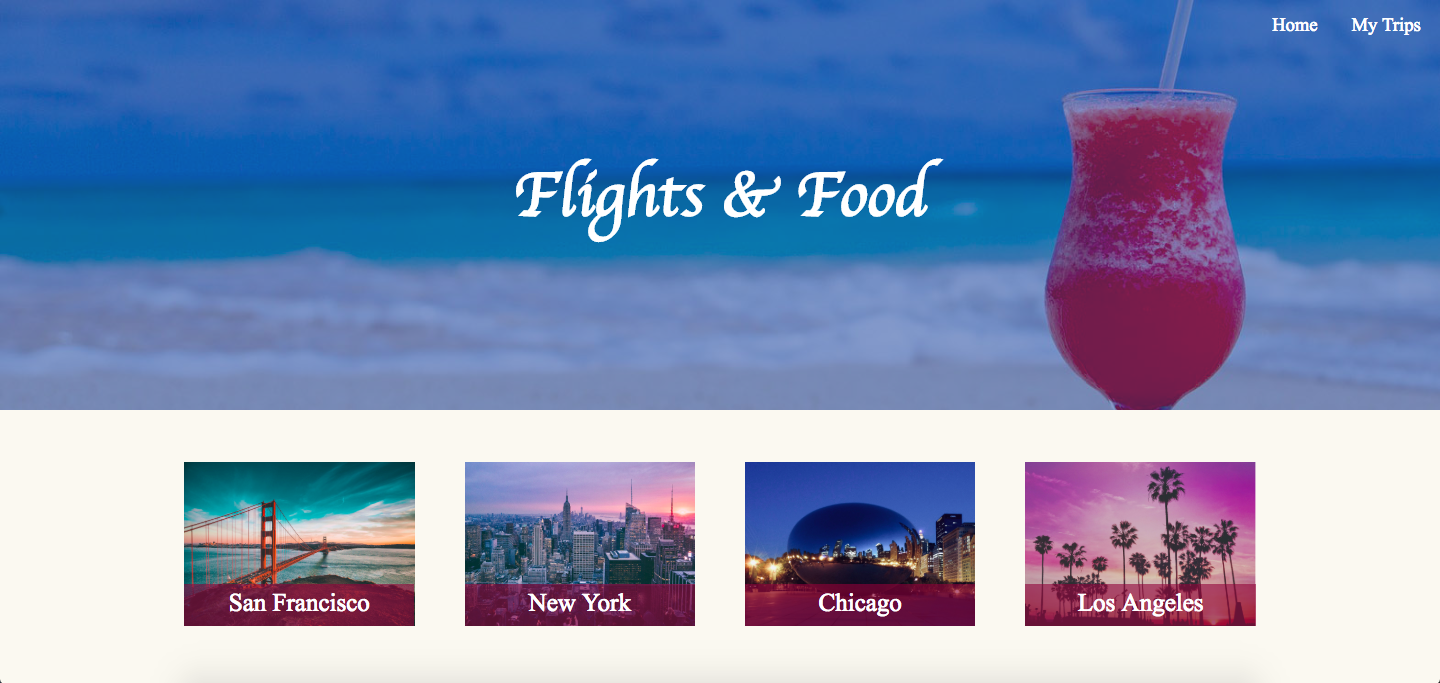 Home My Trips
Flights & Food
San Francisco
New York
Chicago
Los Angeles